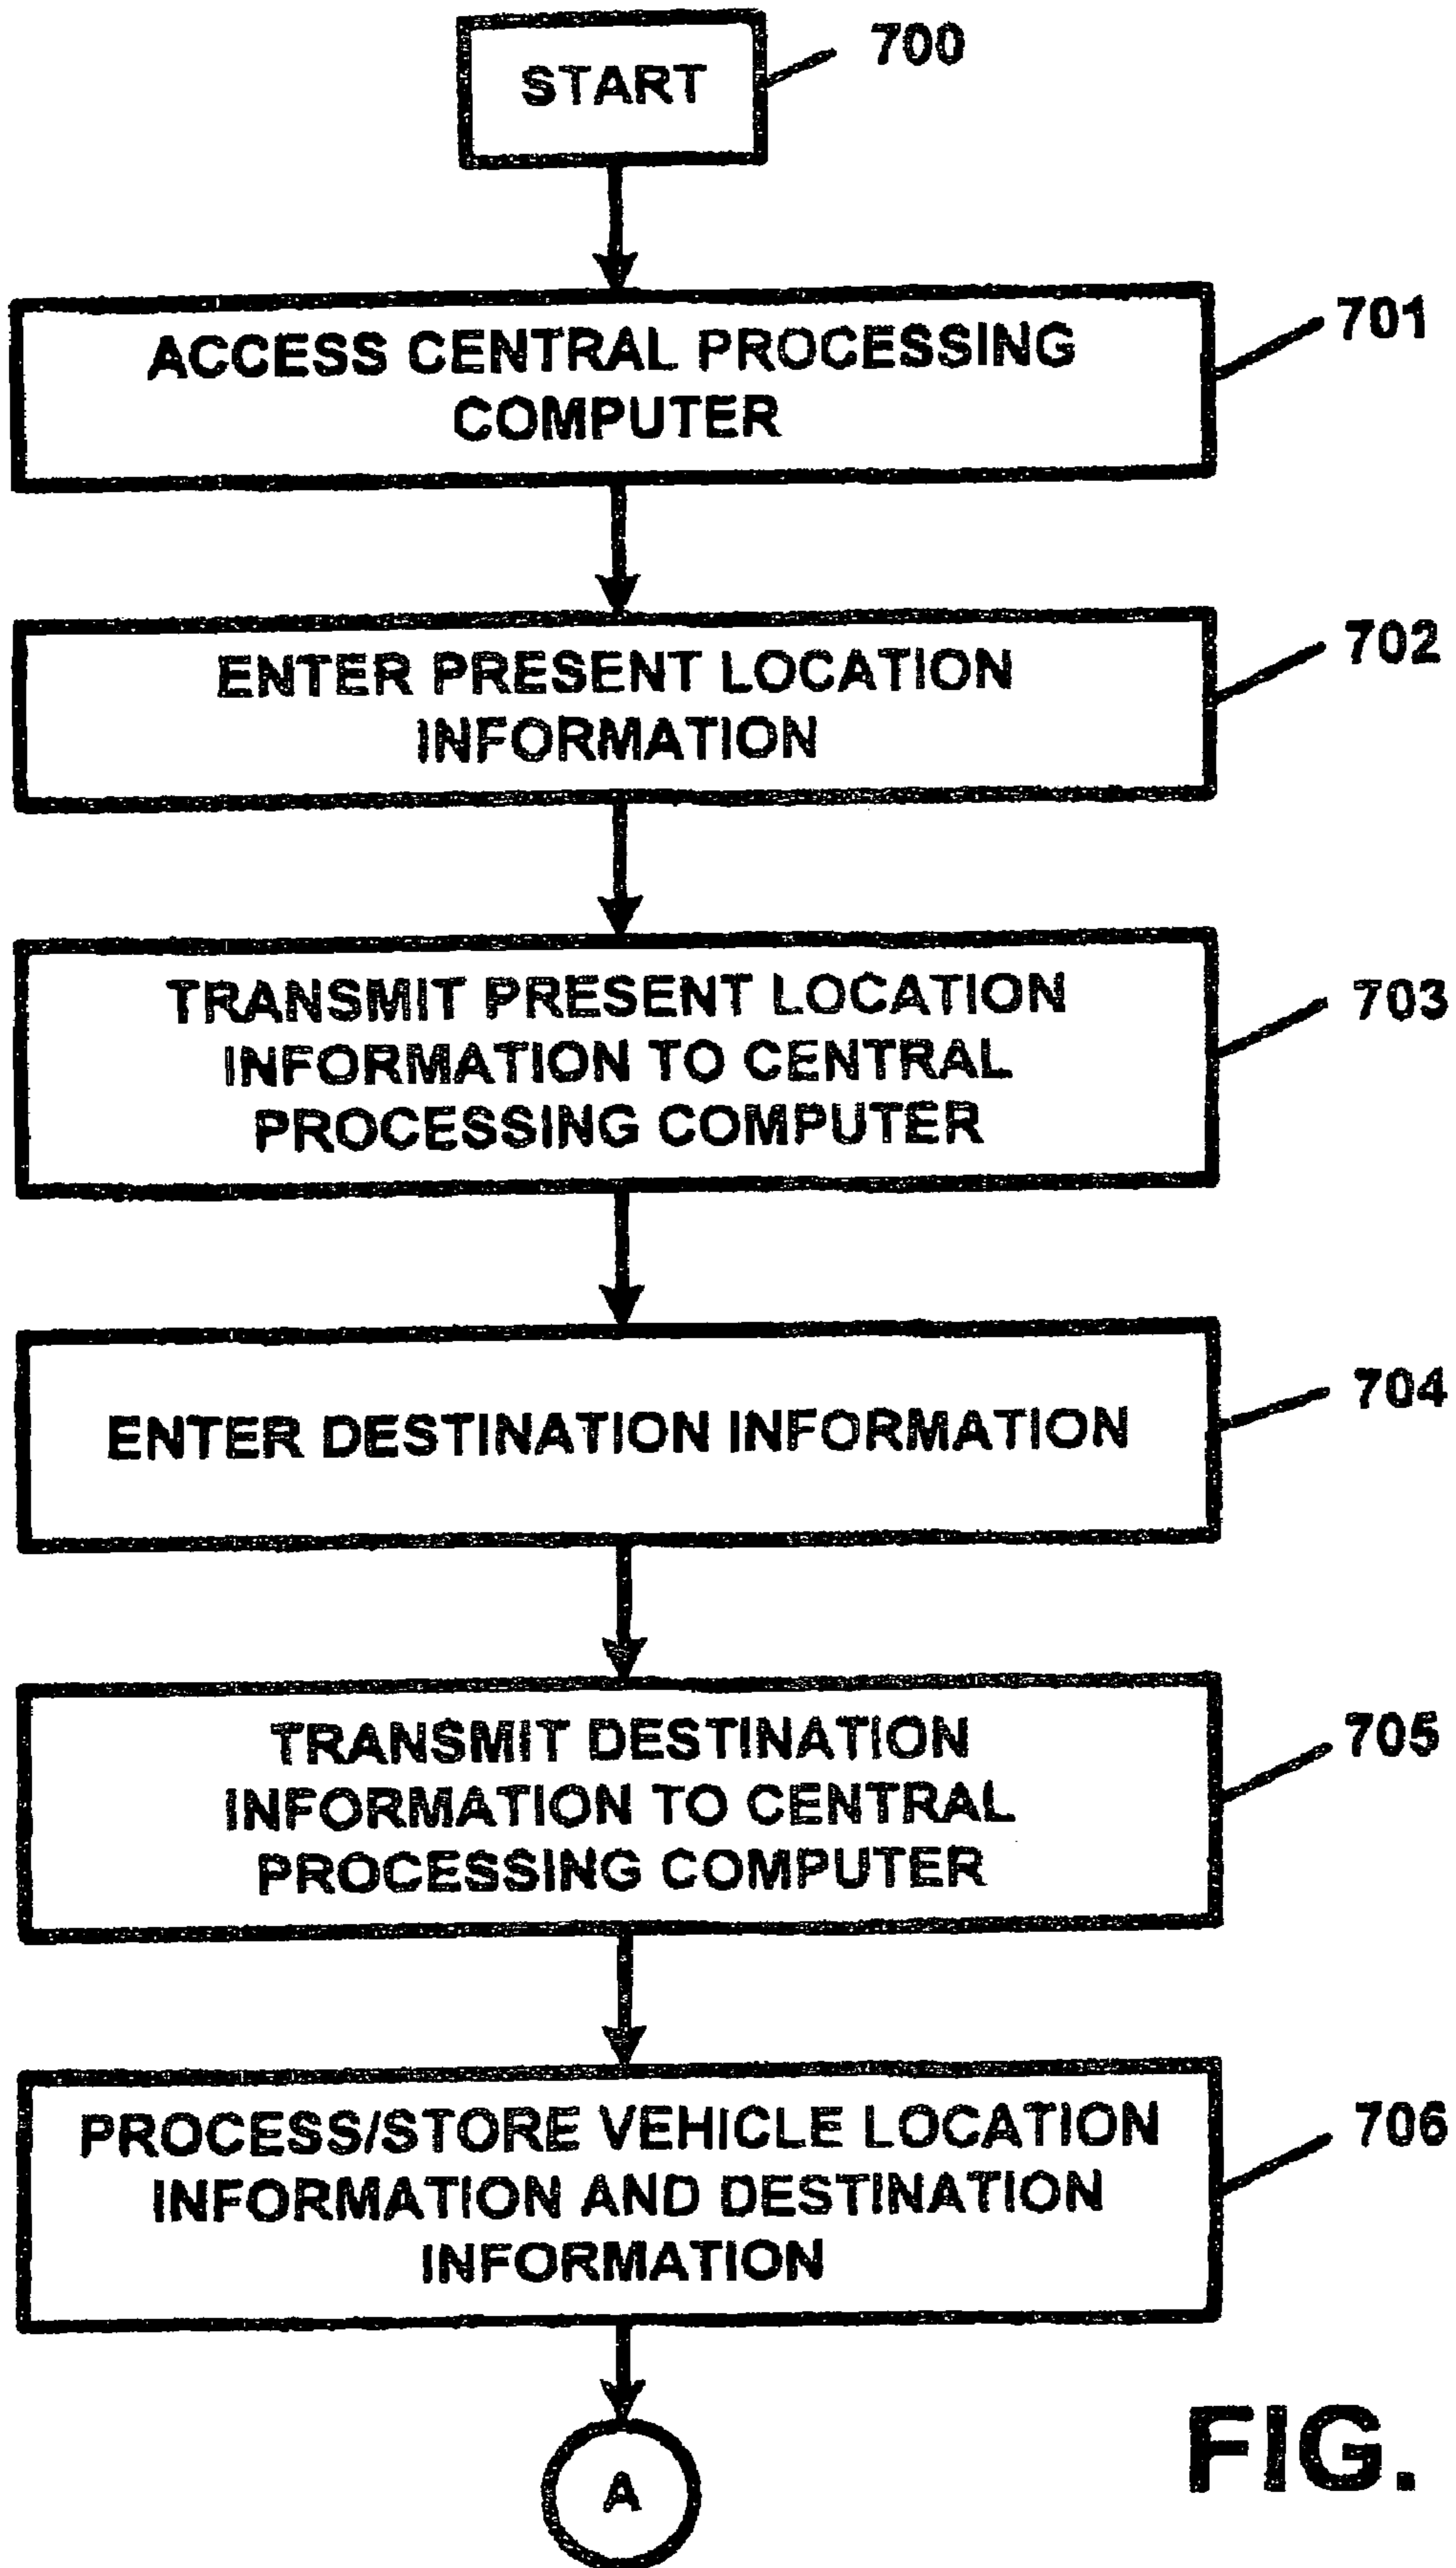 START
700
ACCESS CENTRAL PROCESSING
COMPUTER
701
ENTER PRESENT LOCATION
INFORMATION
702
TRANSMIT PRESENT LOCATION
INFORMATION TO CENTRAL
PROCESSING COMPUTER
703
ENTER DESTINATION INFORMATION
704
TRANSMIT DESTINATION
INFORMATION TO CENTRAL
PROCESSING COMPUTER
705
PROCESS/STORE VEHICLE LOCATION
INFORMATION AND DESTINATION
INFORMATION
706
A
FIG.